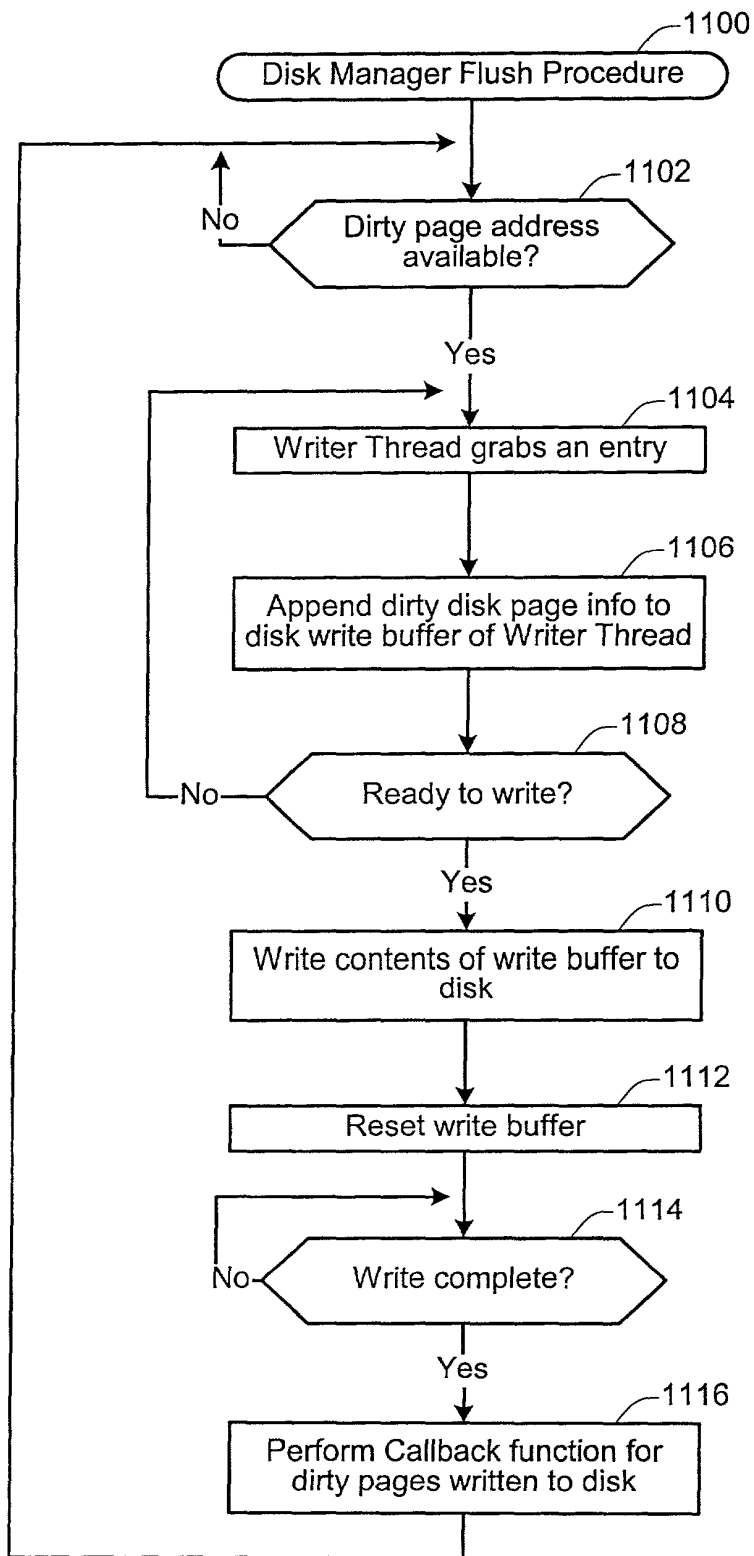 1100
Disk Manager Flush Procedure
1102
No
Dirty page address
available?
Yes
1104
Writer Thread grabs an entry
1106
Append dirty disk page info to
disk write buffer of Writer Thread
1108
No
Ready to write?
Yes
1110
Write contents of write buffer to
disk
1112
Reset write buffer
1114
No
Write complete?
Yes
1116
Perform Callback function for
dirty pages written to disk